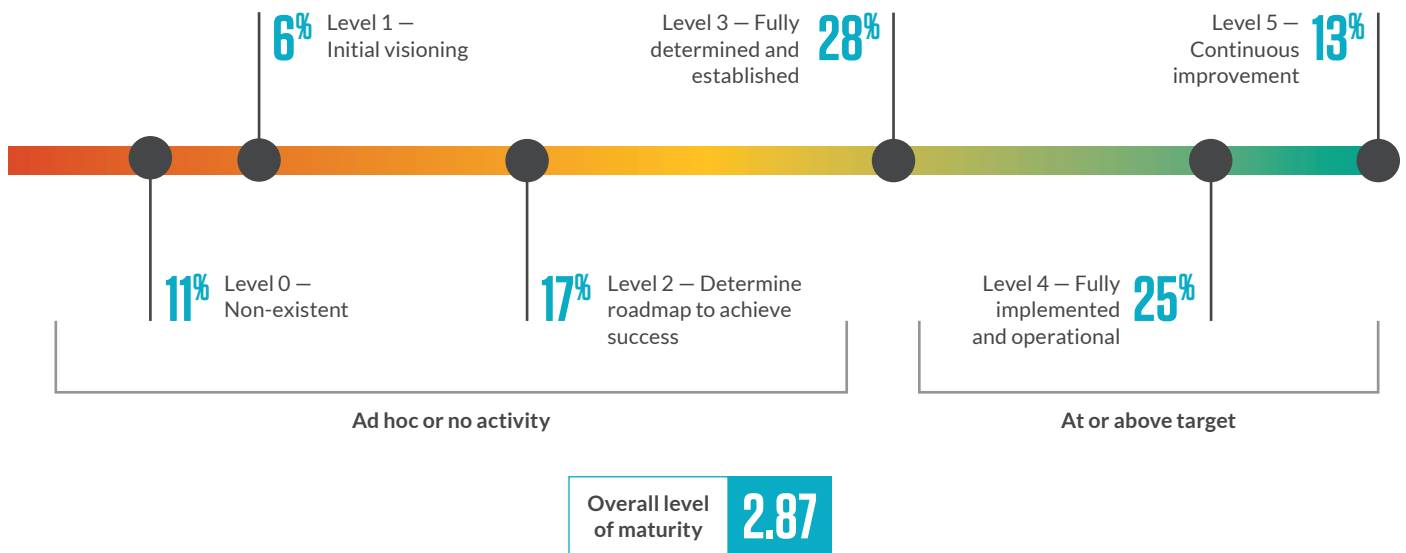 6%
Level 1 —
Initial visioning
Level 3 — Fully
determined and
established
28%
Level 5 —
Continuous
improvement
13%
11%
Level 0 —
Non-existent
17%
Level 2 — Determine
roadmap to achieve
success
Level 4 — Fully
implemented
and operational
25%
Ad hoc or no activity
At or above target
Overall level
of maturity
2.87